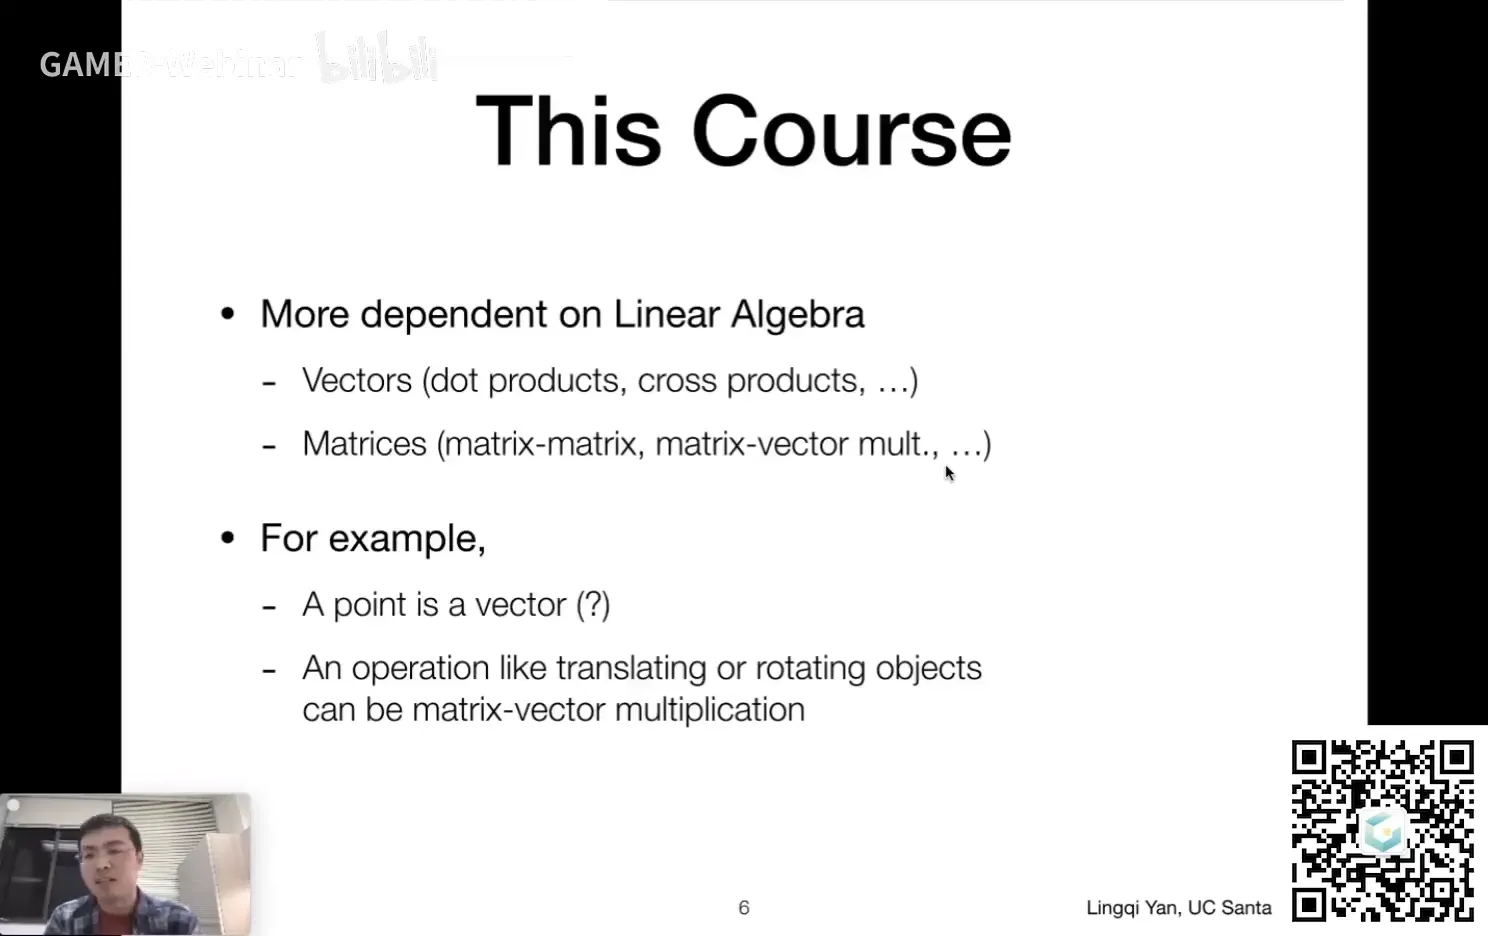 GAMES-Webinar bilibili
This Course
• More dependent on Linear Algebra
- Vectors (dot products, cross products, …)
- Matrices (matrix-matrix, matrix-vector mult., …)
• For example,
- A point is a vector (?)
- An operation like translating or rotating objects
can be matrix-vector multiplication
6
Lingqi Yan, UC Santa